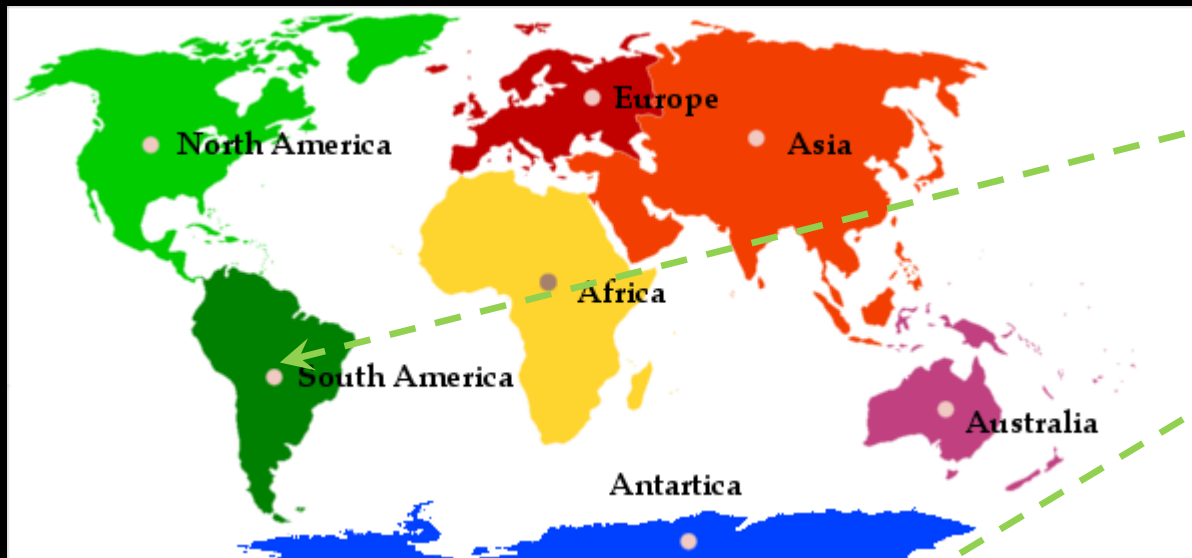 Europe
North America
Asia
Africa
South America
Australia
Antartica